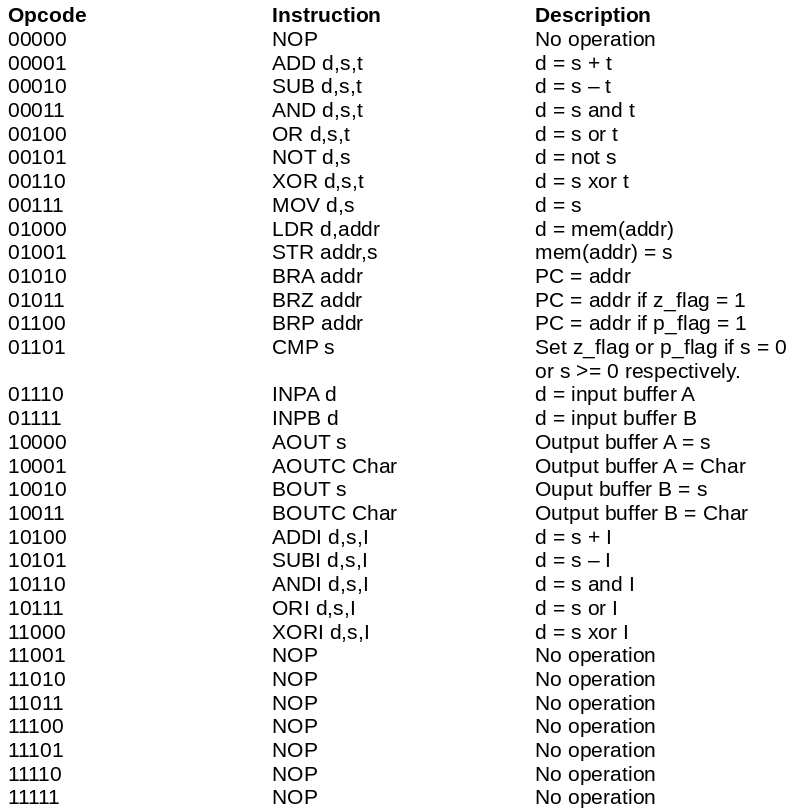 Opcode Instruction Description
00000 NOP No operation
00001 ADD d,s,t d = s + t
00010 SUB d,s,t d = s – t
00011 AND d,s,t d = s and t
00100 OR d,s,t d = s or t
00101 NOT d,s d = not s
00110 XOR d,s,t d = s xor t
00111 MOV d,s d = s
01000 LDR d,addr d = mem(addr)
01001 STR addr,s mem(addr) = s
01010 BRA addr PC = addr
01011 BRZ addr PC = addr if z_flag = 1
01100 BRP addr PC = addr if p_flag = 1
01101 CMP s Set z_flag or p_flag if s = 0
or s >= 0 respectively.
01110 INPA d d = input buffer A
01111 INPB d d = input buffer B
10000 AOUT s Output buffer A = s
10001 AOUTC Char Output buffer A = Char
10010 BOUT s Ouput buffer B = s
10011 BOUTC Char Output buffer B = Char
10100 ADDI d,s,I d = s + I
10101 SUBI d,s,I d = s – I
10110 ANDI d,s,I d = s and I
10111 ORI d,s,I d = s or I
11000 XORI d,s,I d = s xor I
11001 NOP No operation
11010 NOP No operation
11011 NOP No operation
11100 NOP No operation
11101 NOP No operation
11110 NOP No operation
11111 NOP No operation